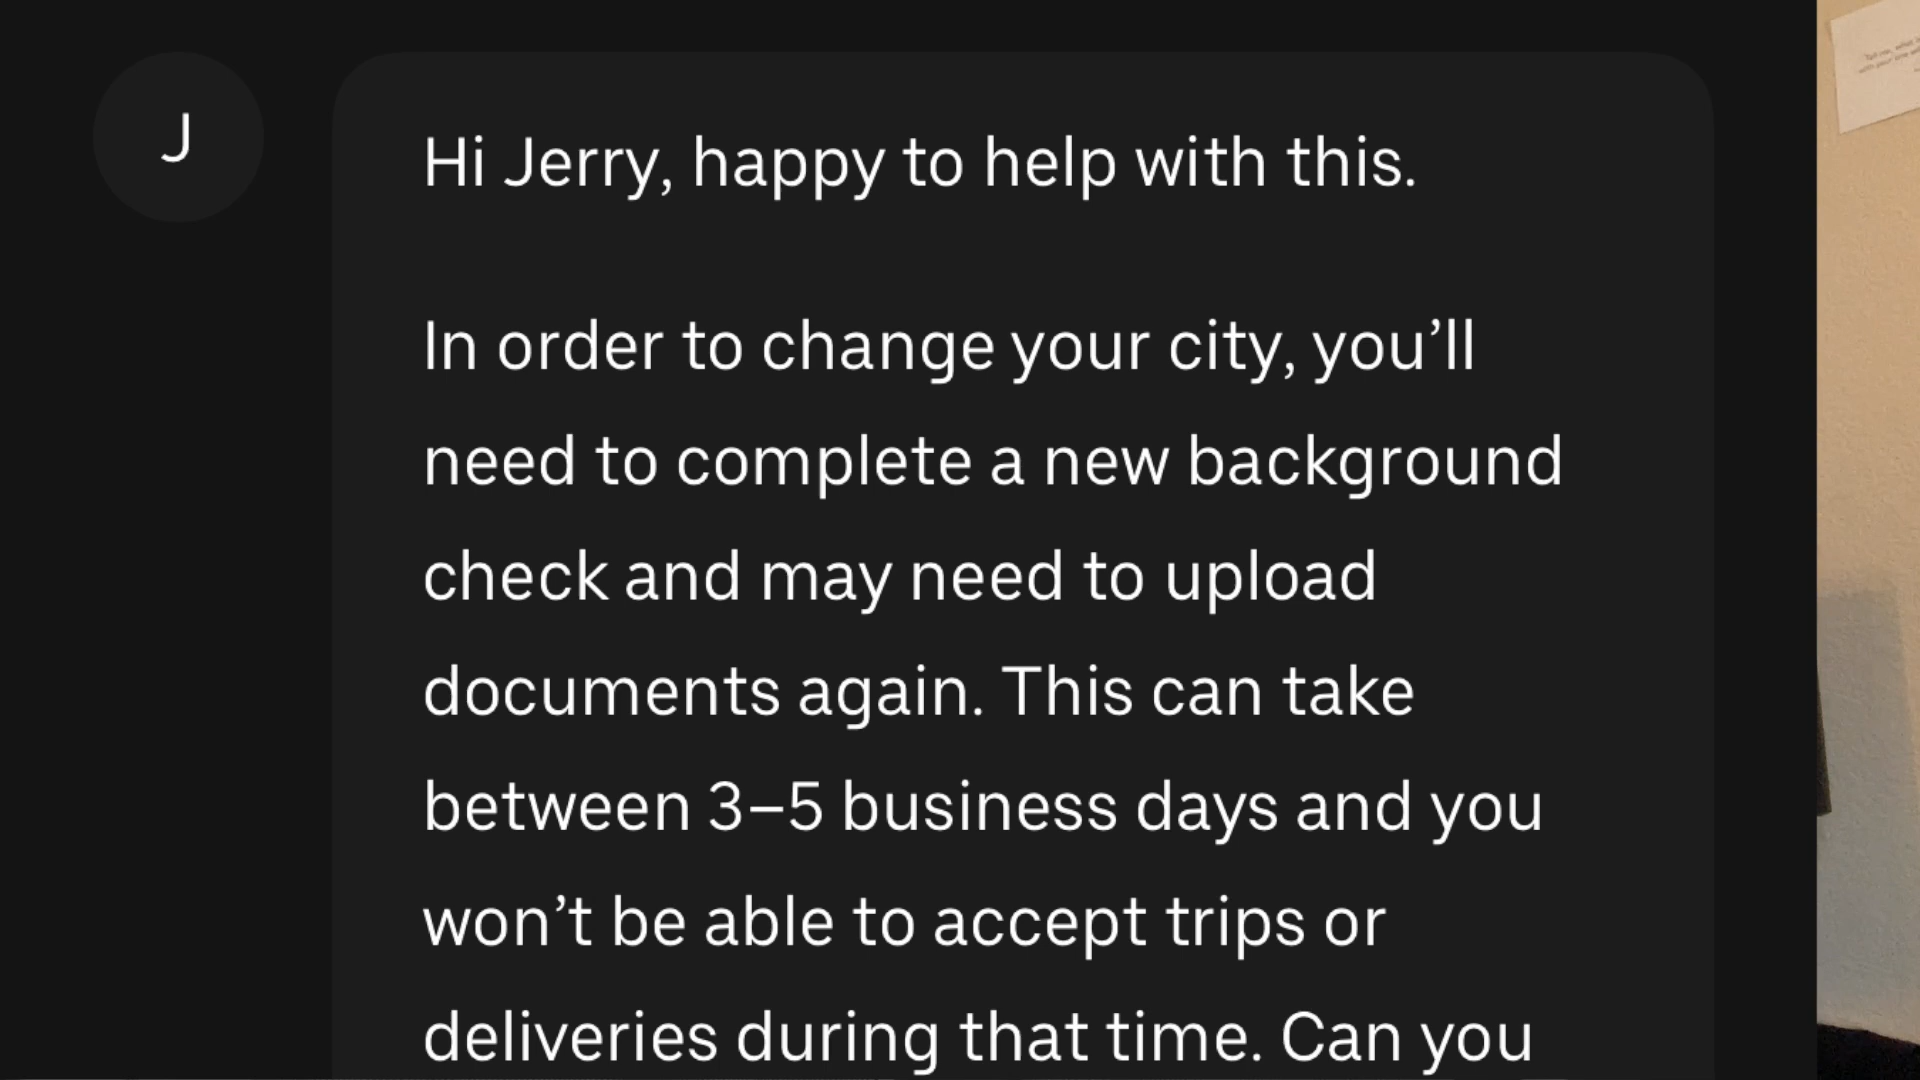 J
Hi Jerry, happy to help with this.
In order to change your city, you’ll
need to complete a new background
check and may need to upload
documents again. This can take
between 3–5 business days and you
won’t be able to accept trips or
deliveries during that time. Can you